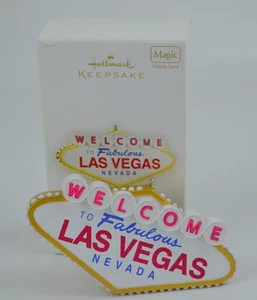 Hallmark
KEEPSAKE
Magic
WELCOME
TO Fabulous
LAS VEGAS
NEVADA
WELCOME
TO Fabulous
LAS VEGAS
NEVADA